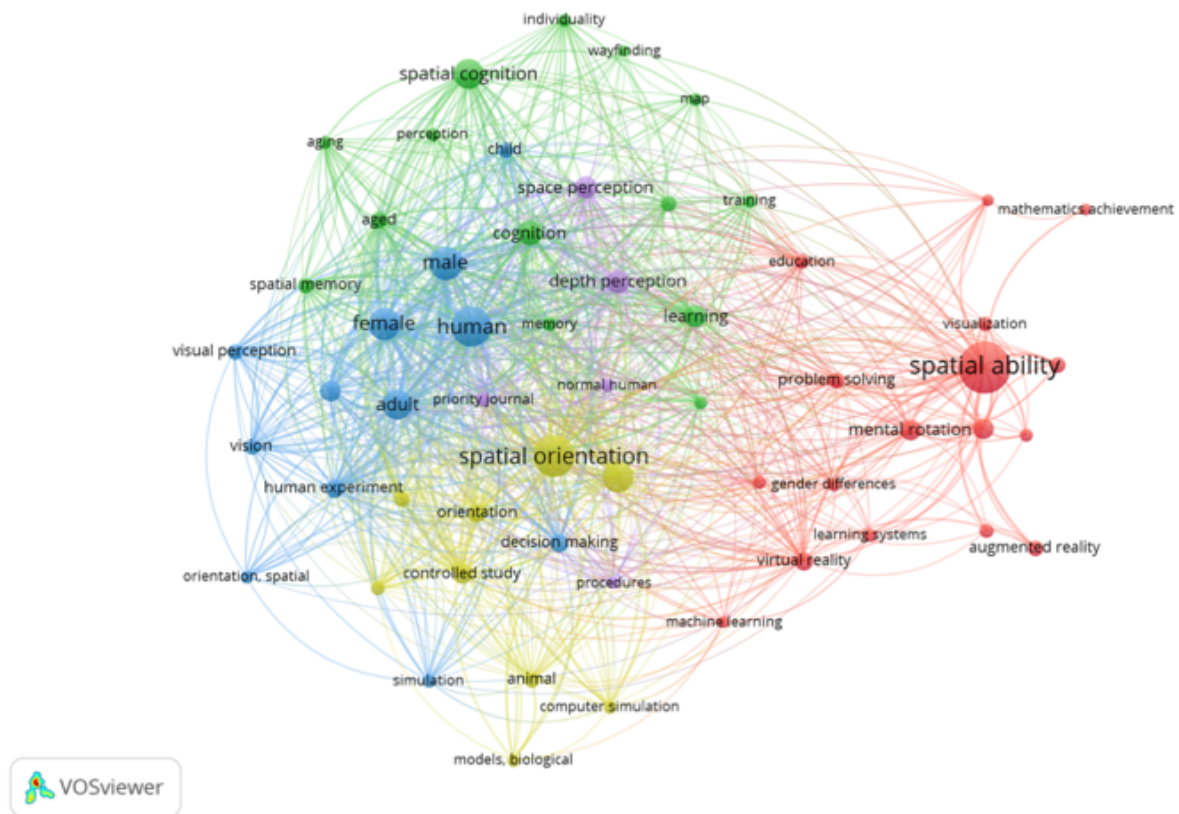 individuality
wayfinding
spatial cognition
map
perception
aging
child
space perception
mathematics achievement
training
aged
cognition
male
education
depth perception
spatial memory
learning
memory
female
human
visualization
visual perception
spatial ability
problem solving
normal human
priority journal
adult
mental rotation
vision
spatial orientation
gender differences
human experiment
orientation
learning systems
decision making
augmented reality
virtual reality
controlled study
orientation, spatial
procedures
machine learning
simulation
animal
computer simulation
models, biological
VOSviewer